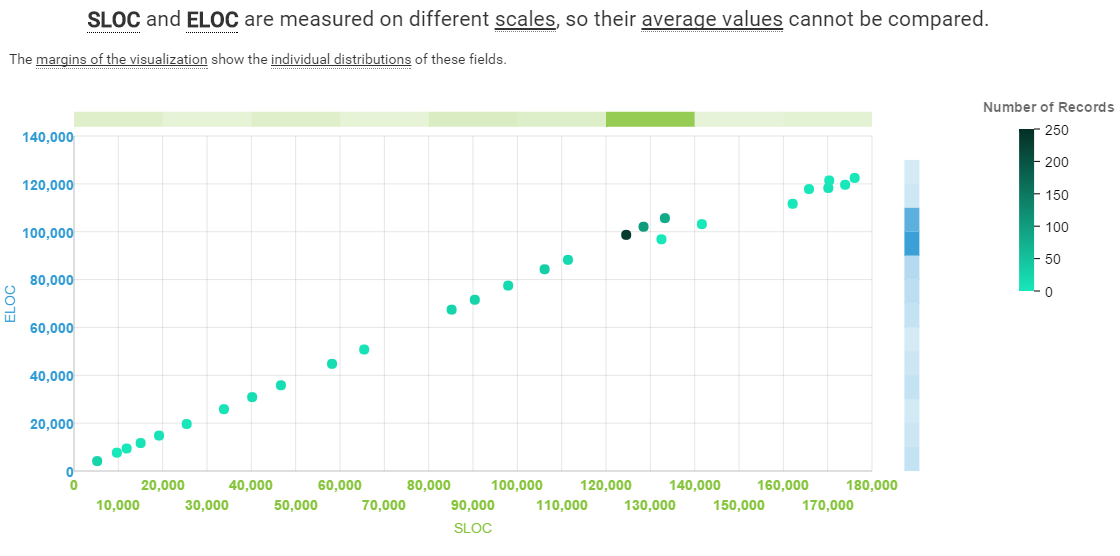 SLOC and ELOC are measured on different scales, so their average values cannot be compared.
The margins of the visualization show the individual distributions of these fields.
Number of Records
250
200
150
100
50
0
140,000
120,000
100,000
80,000
60,000
40,000
20,000
0
ELOC
0 20,000 40,000 60,000 80,000 100,000 120,000 140,000 160,000 180,000
10,000 30,000 50,000 70,000 90,000 110,000 130,000 150,000 170,000
SLOC